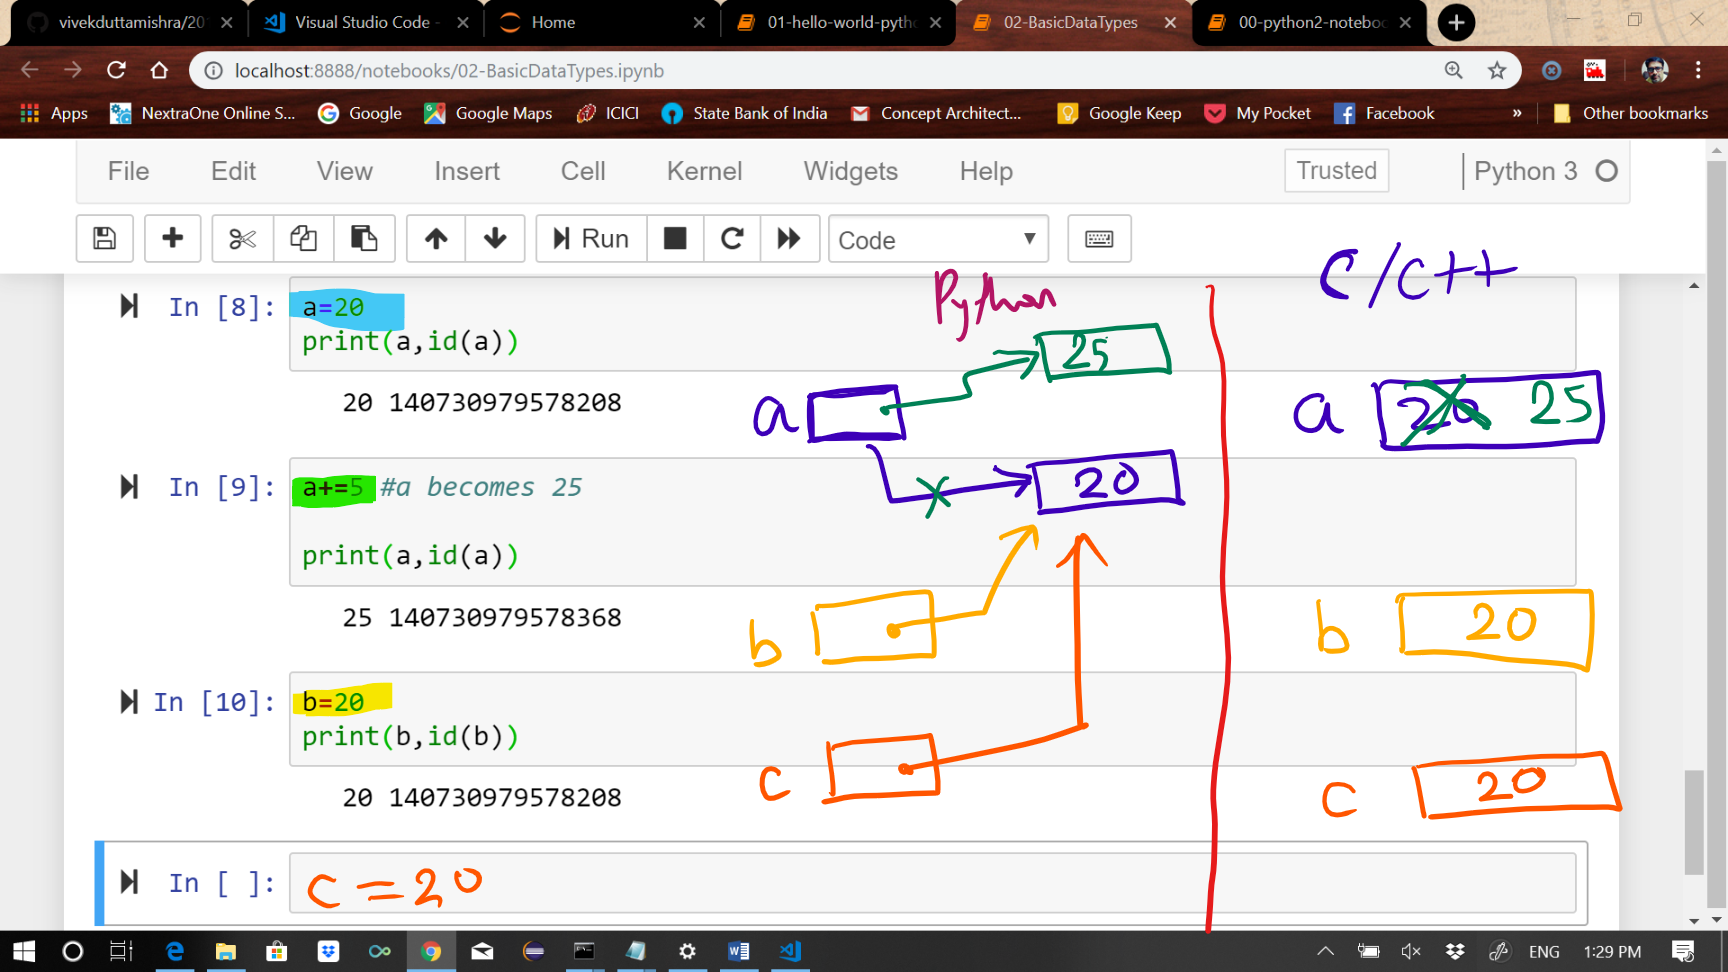 vivekduttamishra/20
Visual Studio Code -
Home
01-hello-world-pyth
02-BasicDataTypes
00-python2-notebo
localhost:8888/notebooks/02-BasicDataTypes.ipynb
Apps
NextraOne Online S...
Google
Google Maps
ICICI
State Bank of India
Concept Architect...
Google Keep
My Pocket
Facebook
»
Other bookmarks
File Edit View Insert Cell Kernel Widgets Help
Trusted
Python 3
Run
Code
C/C++
Python
In [8]:
a=20
print(a,id(a))
20 140730979578208
25
a
20
a 20 25
In [9]:
a+=5 #a becomes 25
print(a,id(a))
25 140730979578368
b
b 20
In [10]:
b=20
print(b,id(b))
20 140730979578208
c
c 20
In [ ]:
c=20
ENG
1:29 PM